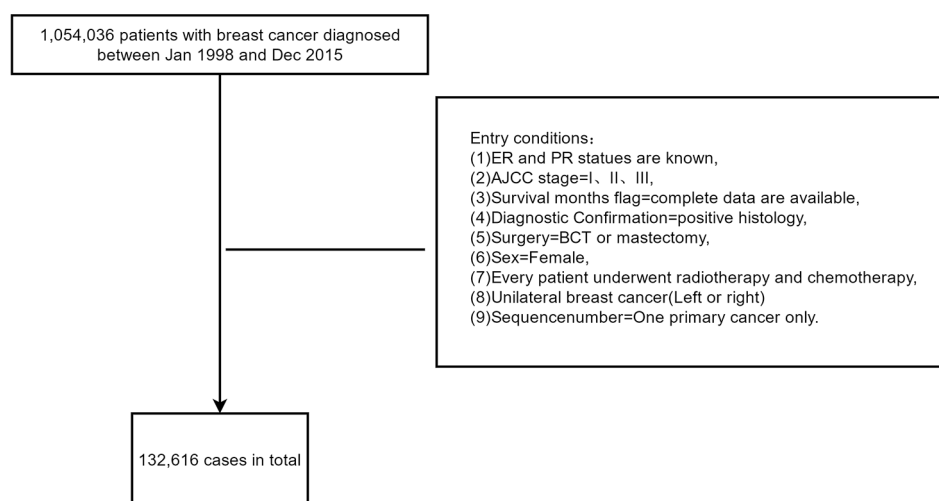 1,054,036 patients with breast cancer diagnosed
between Jan 1998 and Dec 2015
Entry conditions：
(1)ER and PR statues are known,
(2)AJCC stage=I、II、III,
(3)Survival months flag=complete data are available,
(4)Diagnostic Confirmation=positive histology,
(5)Surgery=BCT or mastectomy,
(6)Sex=Female,
(7)Every patient underwent radiotherapy and chemotherapy,
(8)Unilateral breast cancer(Left or right)
(9)Sequencenumber=One primary cancer only.
132,616 cases in total